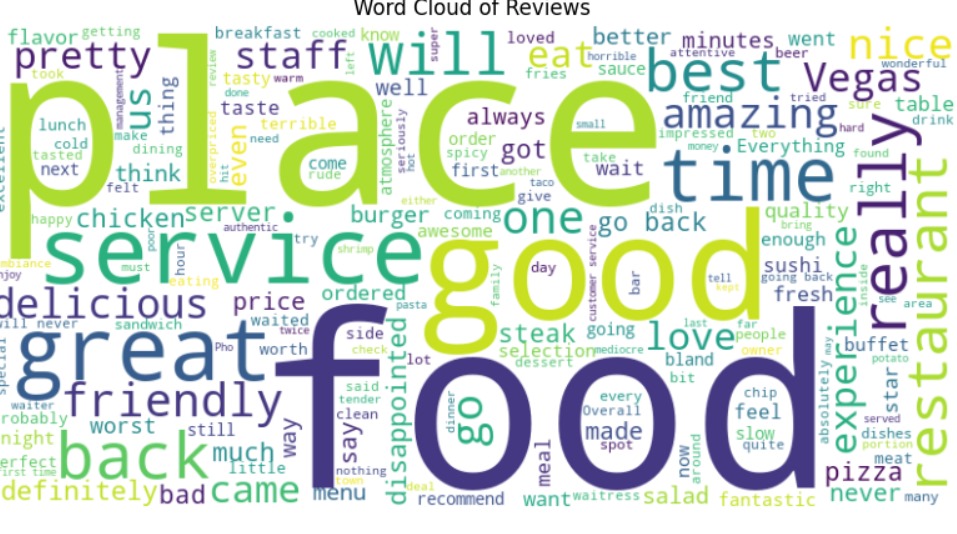 Word Cloud of Reviews
flavor getting breakfast cooked know super loved better minutes went nice
pretty staff left will eat horrible attentive beer wonderful
took review tasty warm fries sauce best Vegas
place
management us thing done taste well friend amazing tried sure table
lunch make overpriced even terrible atmosphere seriously always small impressed two hard drink
cold need order money Everything
tasted dining hit come hot spicy got take time found
next think rude first another wait right
felt taco give really
either dish
happy chicken server burger coming one go back quality
authentic awesome bring
service poor try customer service enough restaurant
must hour shrimp family good day bar tell sushi experience
eating kept going back inside
delicious price ordered pasta fresh see area
will never sandwich waited steak going love last far people
great twice side selection mediocre owner may buffet
Pho worth check lot dessert bland potato
food bit
friendly said tender disappointed dinner go every chip absolutely star
waiter clean Overall feel
worst still way say made slow served
night back much spot quite dishes
little nothing meal now around portion
first time town meat
definitely bad came menu deal pizza
recommend want waitress salad fantastic never many